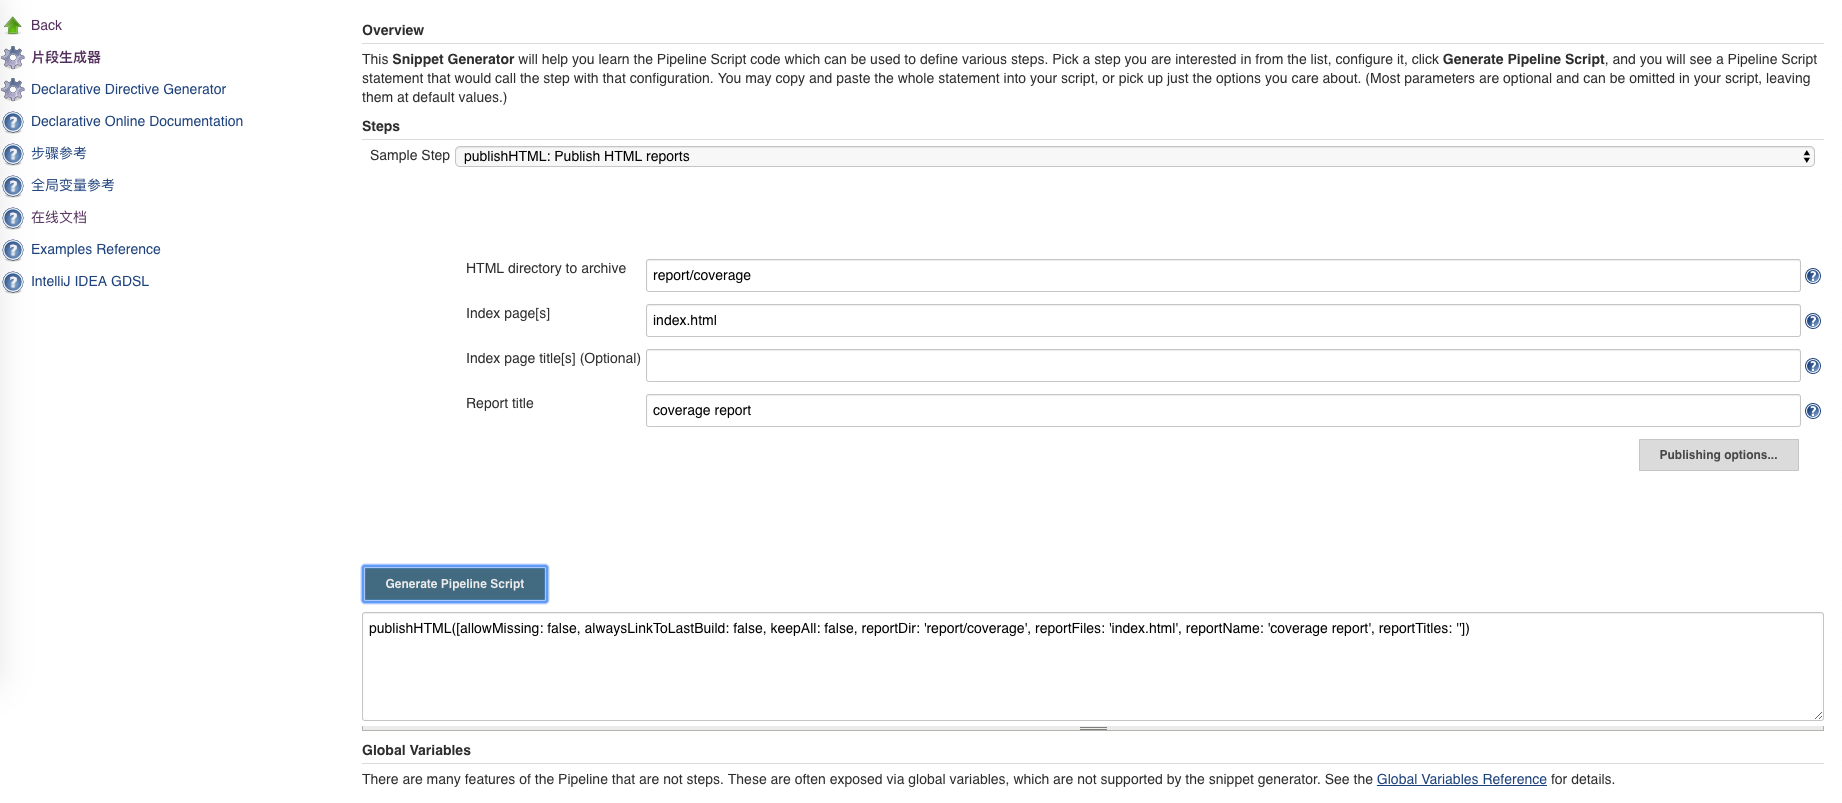 Back
片段生成器
Declarative Directive Generator
Declarative Online Documentation
步骤参考
全局变量参考
在线文档
Examples Reference
IntelliJ IDEA GDSL
Overview
This Snippet Generator will help you learn the Pipeline Script code which can be used to define various steps. Pick a step you are interested in from the list, configure it, click Generate Pipeline Script, and you will see a Pipeline Script
statement that would call the step with that configuration. You may copy and paste the whole statement into your script, or pick up just the options you care about. (Most parameters are optional and can be omitted in your script, leaving
them at default values.)
Steps
Sample Step publishHTML: Publish HTML reports
HTML directory to archive report/coverage
Index page[s] index.html
Index page title[s] (Optional)
Report title coverage report
Publishing options...
Generate Pipeline Script
publishHTML([allowMissing: false, alwaysLinkToLastBuild: false, keepAll: false, reportDir: 'report/coverage', reportFiles: 'index.html', reportName: 'coverage report', reportTitles: ''])
Global Variables
There are many features of the Pipeline that are not steps. These are often exposed via global variables, which are not supported by the snippet generator. See the Global Variables Reference for details.